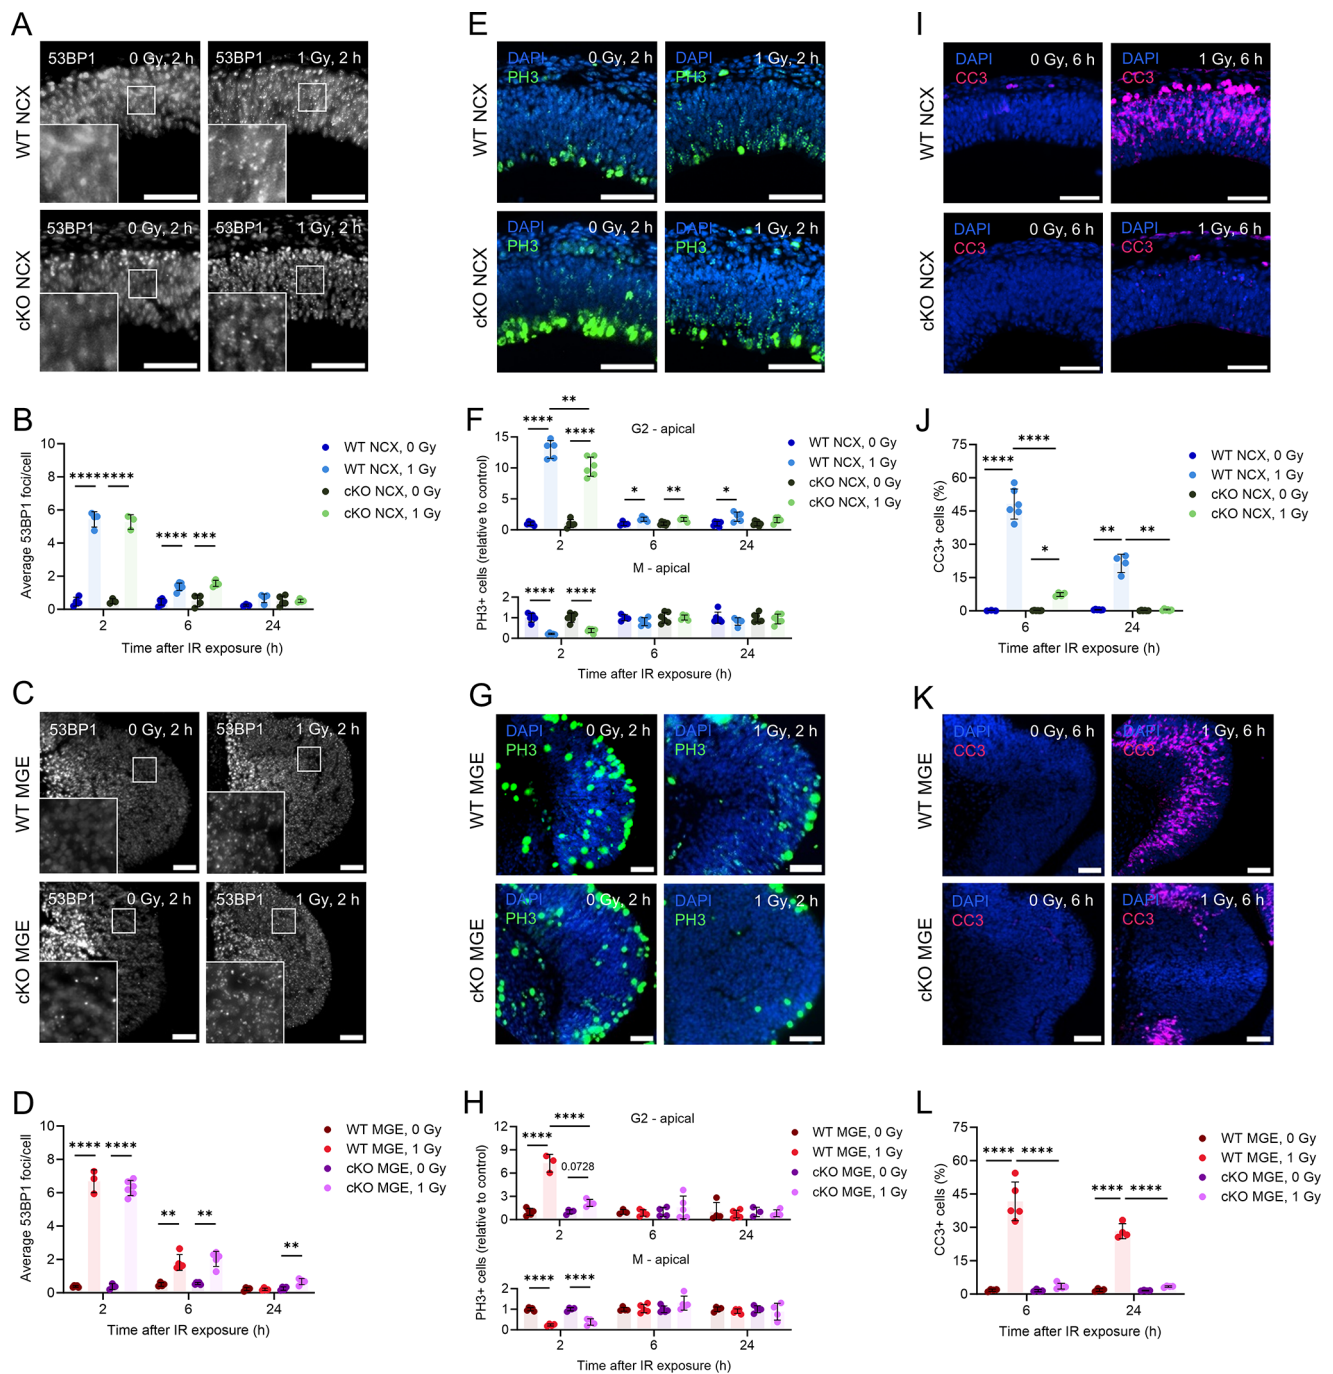 A
53BP1 0 Gy, 2 h
53BP1 1 Gy, 2 h
WT NCX
53BP1 0 Gy, 2 h
53BP1 1 Gy, 2 h
cKO NCX
E
DAPI 0 Gy, 2 h
PH3
DAPI 1 Gy, 2 h
PH3
WT NCX
DAPI 0 Gy, 2 h
PH3
DAPI 1 Gy, 2 h
PH3
cKO NCX
I
DAPI 0 Gy, 6 h
CC3
DAPI 1 Gy, 6 h
CC3
WT NCX
DAPI 0 Gy, 6 h
CC3
DAPI 1 Gy, 6 h
CC3
cKO NCX
B
Average 53BP1 foci/cell
10
8
6
4
2
0
**** ****
**** ***
2 6 24
Time after IR exposure (h)
WT NCX, 0 Gy
WT NCX, 1 Gy
cKO NCX, 0 Gy
cKO NCX, 1 Gy
F
G2 - apical
**
**** ****
* ** *
15
10
5
0
2 6 24
M - apical
**** ****
2
1
0
2 6 24
PH3+ cells (relative to control)
Time after IR exposure (h)
WT NCX, 0 Gy
WT NCX, 1 Gy
cKO NCX, 0 Gy
cKO NCX, 1 Gy
J
CC3+ cells (%)
75
60
45
30
15
0
**** ****
*
** **
6 24
Time after IR exposure (h)
WT NCX, 0 Gy
WT NCX, 1 Gy
cKO NCX, 0 Gy
cKO NCX, 1 Gy
C
53BP1 0 Gy, 2 h
53BP1 1 Gy, 2 h
WT MGE
53BP1 0 Gy, 2 h
53BP1 1 Gy, 2 h
cKO MGE
G
DAPI 0 Gy, 2 h
PH3
DAPI 1 Gy, 2 h
PH3
WT MGE
DAPI 0 Gy, 2 h
PH3
DAPI 1 Gy, 2 h
PH3
cKO MGE
K
DAPI 0 Gy, 6 h
CC3
DAPI 1 Gy, 6 h
CC3
WT MGE
DAPI 0 Gy, 6 h
CC3
DAPI 1 Gy, 6 h
CC3
cKO MGE
D
Average 53BP1 foci/cell
10
8
6
4
2
0
**** ****
** **
**
2 6 24
Time after IR exposure (h)
WT MGE, 0 Gy
WT MGE, 1 Gy
cKO MGE, 0 Gy
cKO MGE, 1 Gy
H
G2 - apical
****
****
0.0728
12
9
6
3
0
2 6 24
M - apical
**** ****
2
1
0
2 6 24
PH3+ cells (relative to control)
Time after IR exposure (h)
WT MGE, 0 Gy
WT MGE, 1 Gy
cKO MGE, 0 Gy
cKO MGE, 1 Gy
L
CC3+ cells (%)
75
60
45
30
15
0
**** ****
**** ****
6 24
Time after IR exposure (h)
WT MGE, 0 Gy
WT MGE, 1 Gy
cKO MGE, 0 Gy
cKO MGE, 1 Gy